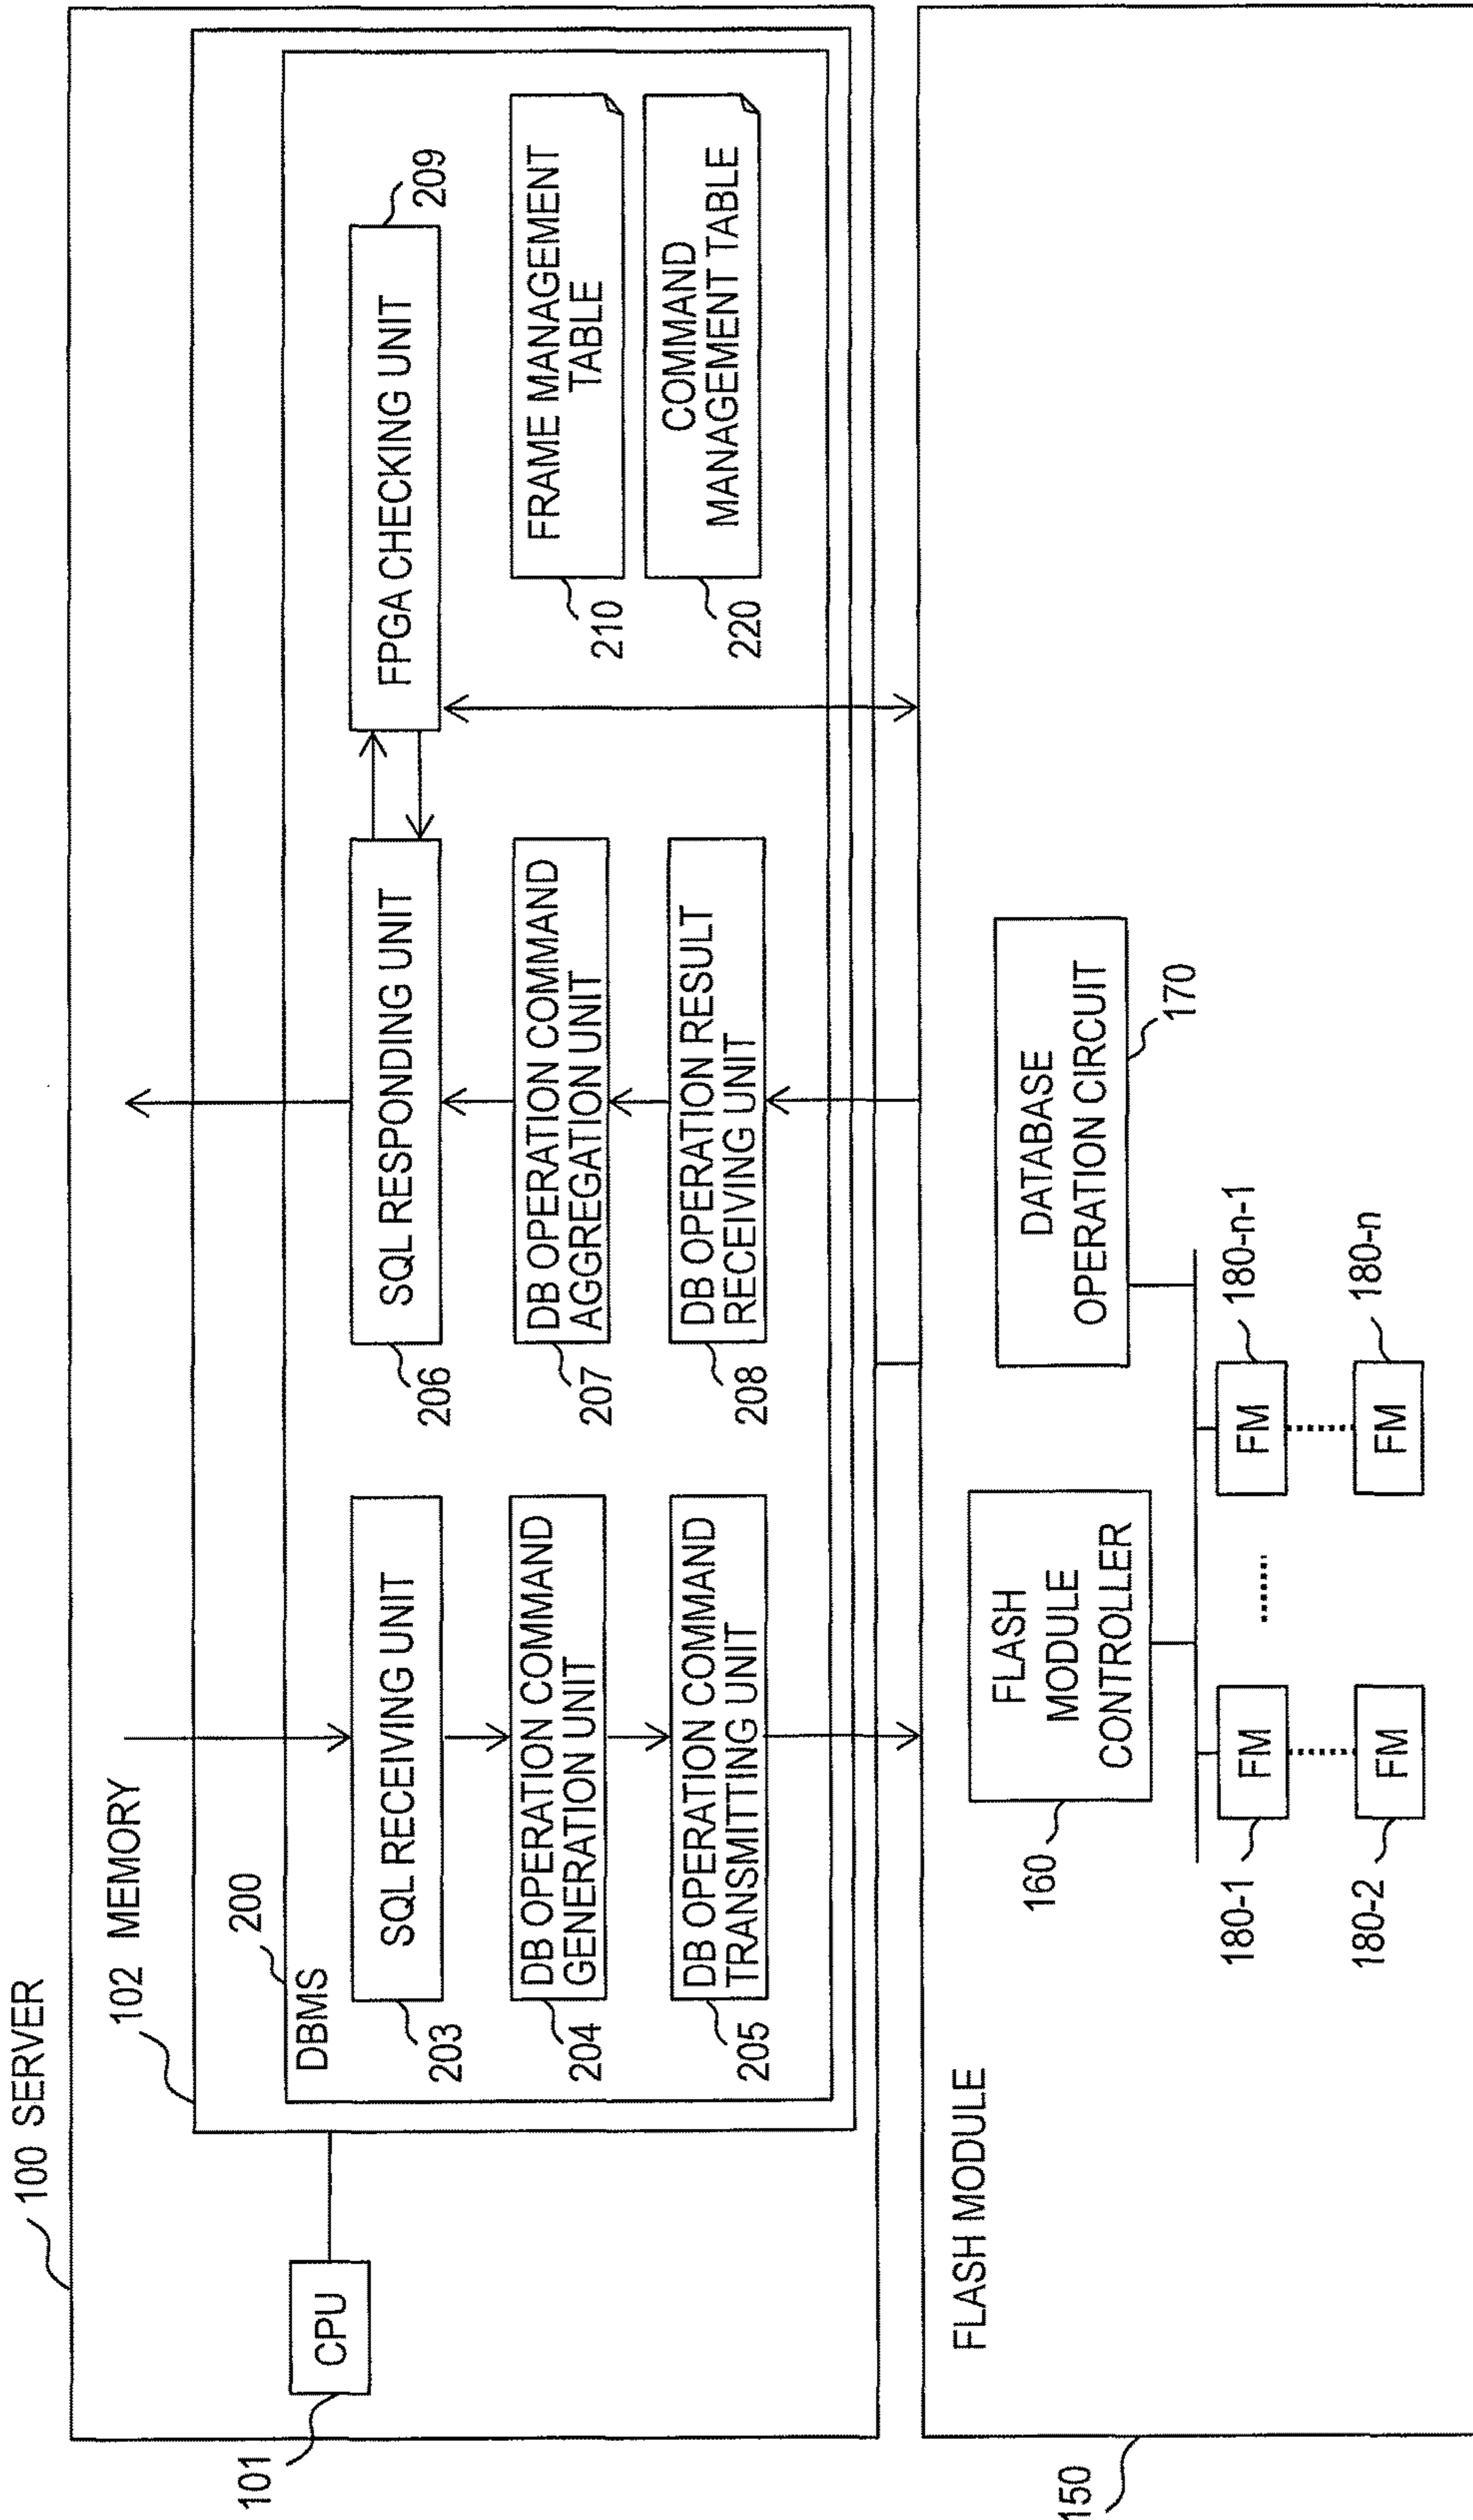 100 SERVER
102 MEMORY
101
CPU
200
DBMS
SQL RECEIVING UNIT
203
DB OPERATION COMMAND
GENERATION UNIT
204
DB OPERATION COMMAND
TRANSMITTING UNIT
205
SQL RESPONDING UNIT
206
DB OPERATION COMMAND
AGGREGATION UNIT
207
DB OPERATION RESULT
RECEIVING UNIT
208
FPGA CHECKING UNIT
209
FRAME MANAGEMENT
TABLE
210
COMMAND
MANAGEMENT TABLE
220
FLASH MODULE
150
FLASH
MODULE
CONTROLLER
160
DATABASE
OPERATION CIRCUIT
170
FM
180-1
FM
180-2
FM
180-n-1
FM
180-n